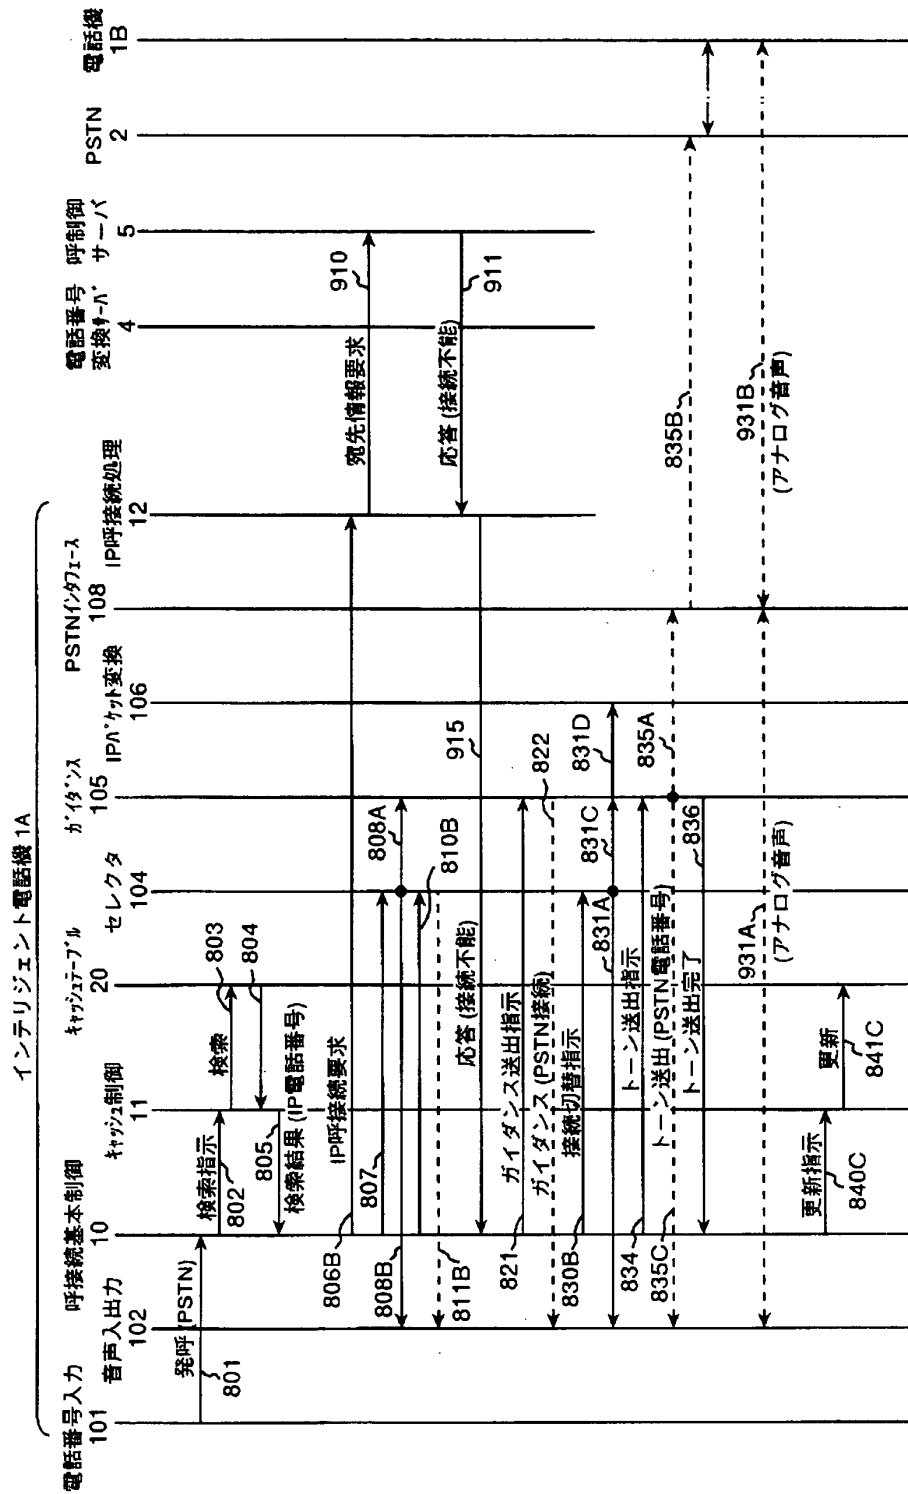 インテリジェント電話機 1A
電話番号入力
101
音声入出力
102
呼接続基本制御
10
キャッシュ制御
11
キャッシュテーブル
20
セレクタ
104
ガイダンス
105
IPパケット変換
106
PSTNインタフェース
108
IP呼接続処理
12
電話番号
変換サーバ
4
呼制御
サーバ
5
PSTN
2
電話機
1B
発呼 (PSTN)
801
検索指示
802
検索
803
804
805
検索結果 (IP電話番号)
806B
IP呼接続要求
910
宛先情報要求
807
808B
808A
810B
811B
応答 (接続不能)
911
応答 (接続不能)
915
821
ガイダンス送出指示
ガイダンス (PSTN接続)
822
830B
接続切替指示
831A
831C
831D
834
トーン送出指示
835C
トーン送出 (PSTN電話番号)
835A
835B
トーン送出完了
836
931A
(アナログ音声)
931B
(アナログ音声)
更新指示
840C
更新
841C